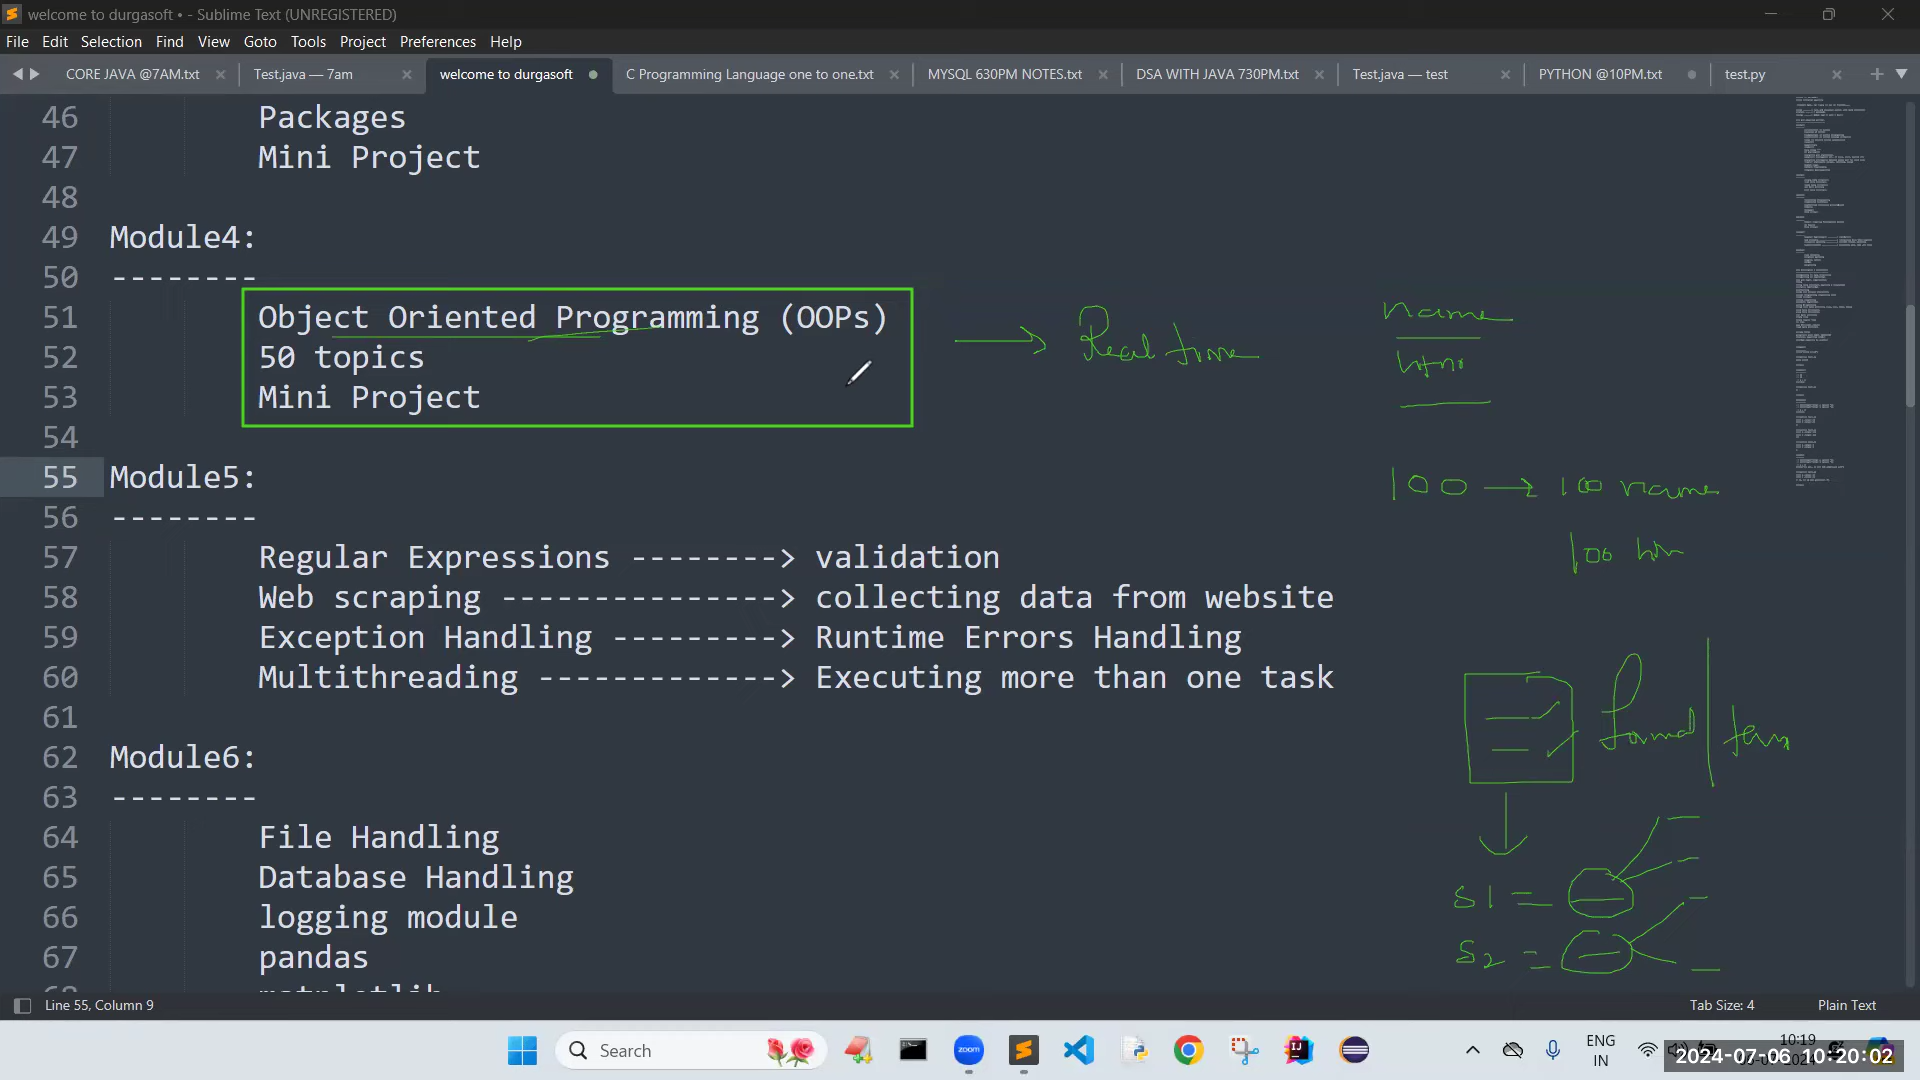 welcome to durgasoft • - Sublime Text (UNREGISTERED)
File Edit Selection Find View Goto Tools Project Preferences Help
CORE JAVA @7AM.txt Test.java — 7am welcome to durgasoft C Programming Language one to one.txt MYSQL 630PM NOTES.txt DSA WITH JAVA 730PM.txt Test.java — test PYTHON @10PM.txt test.py
46 Packages
47 Mini Project
48
49 Module4:
50 --------
51 Object Oriented Programming (OOPs)
52 50 topics
53 Mini Project
Real time
name
54
55 Module5:
100 → 100 name
56 --------
57 Regular Expressions --------> validation
100
58 Web scraping ---------------> collecting data from website
59 Exception Handling ---------> Runtime Errors Handling
60 Multithreading -------------> Executing more than one task
61
62 Module6:
63 --------
64 File Handling
65 Database Handling
S1 =
66 logging module
S2 =
67 pandas
Line 55, Column 9 Tab Size: 4 Plain Text
Search
zoom
ENG
IN
10:19
2024-07-06 10:20:02